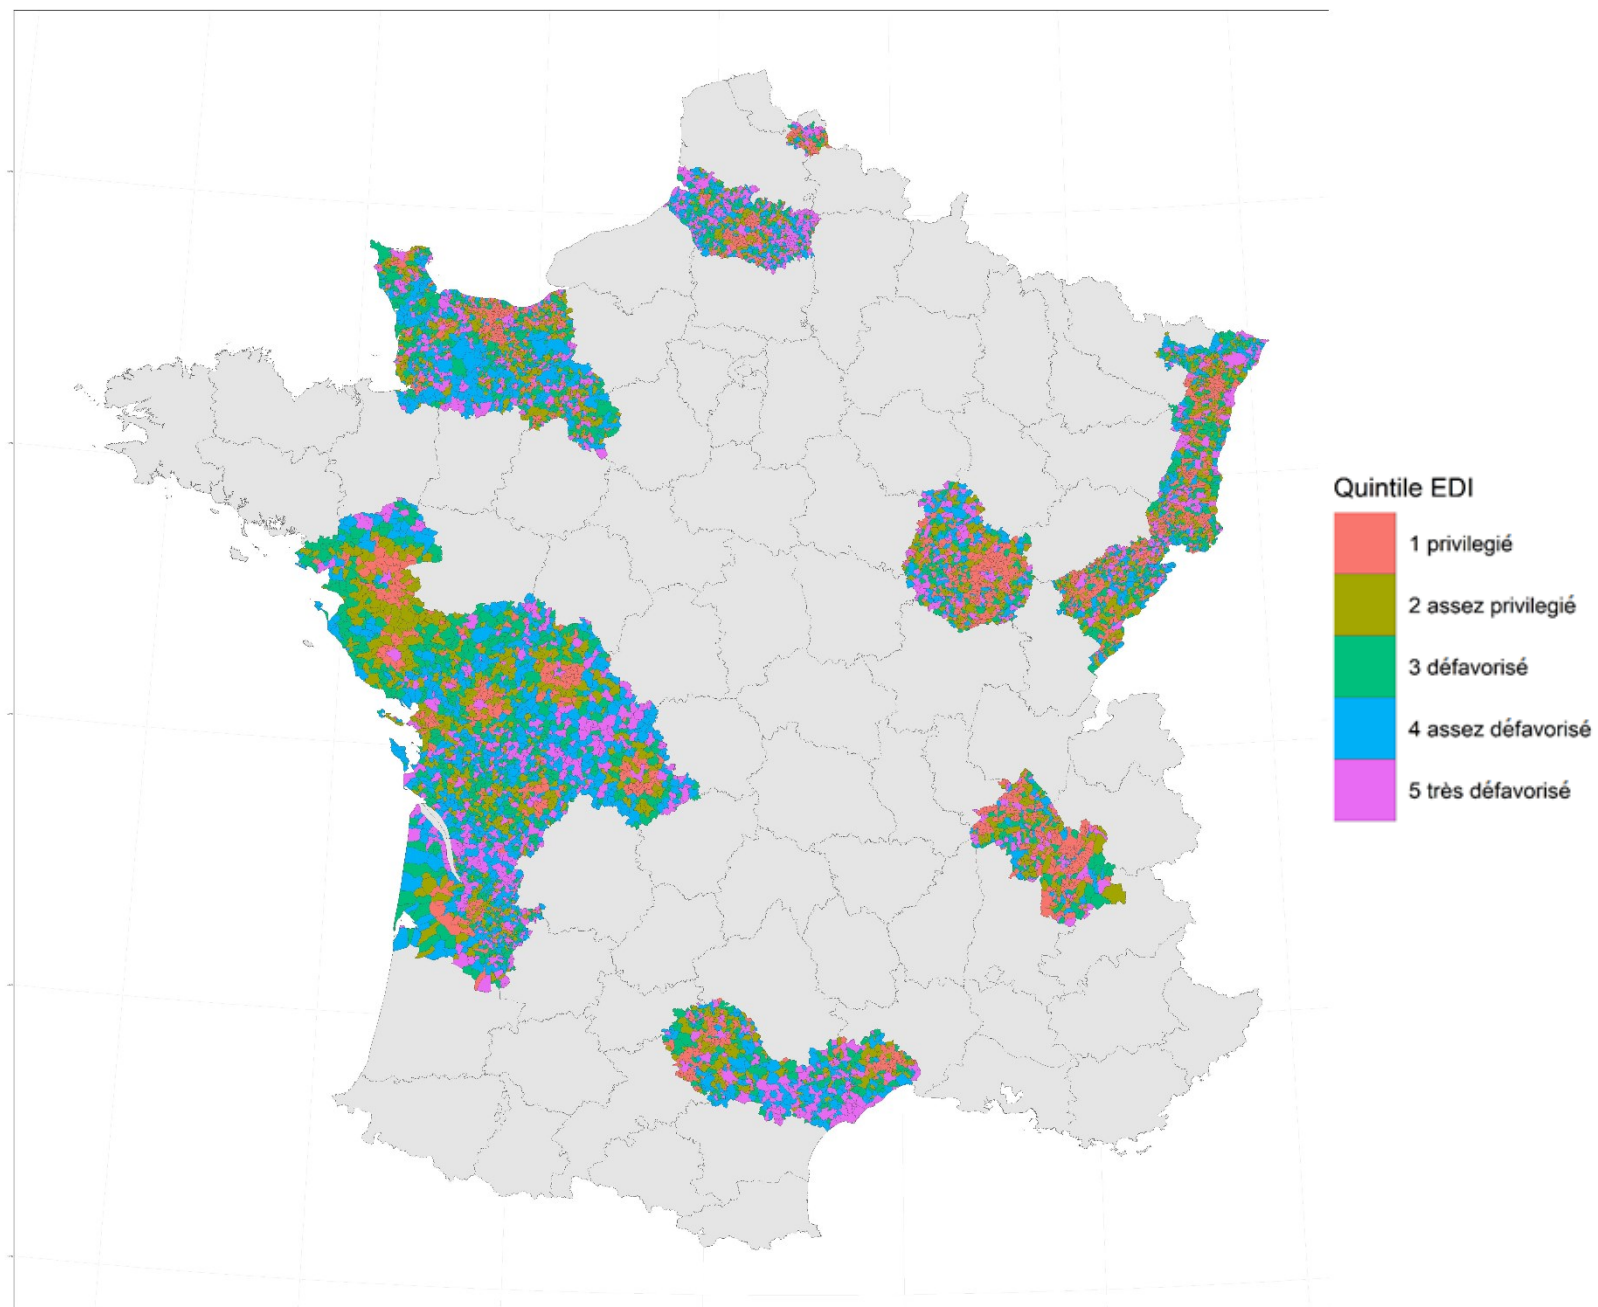 Quintile EDI
1 privilegié
2 assez privilegié
3 défavorisé
4 assez défavorisé
5 très défavorisé